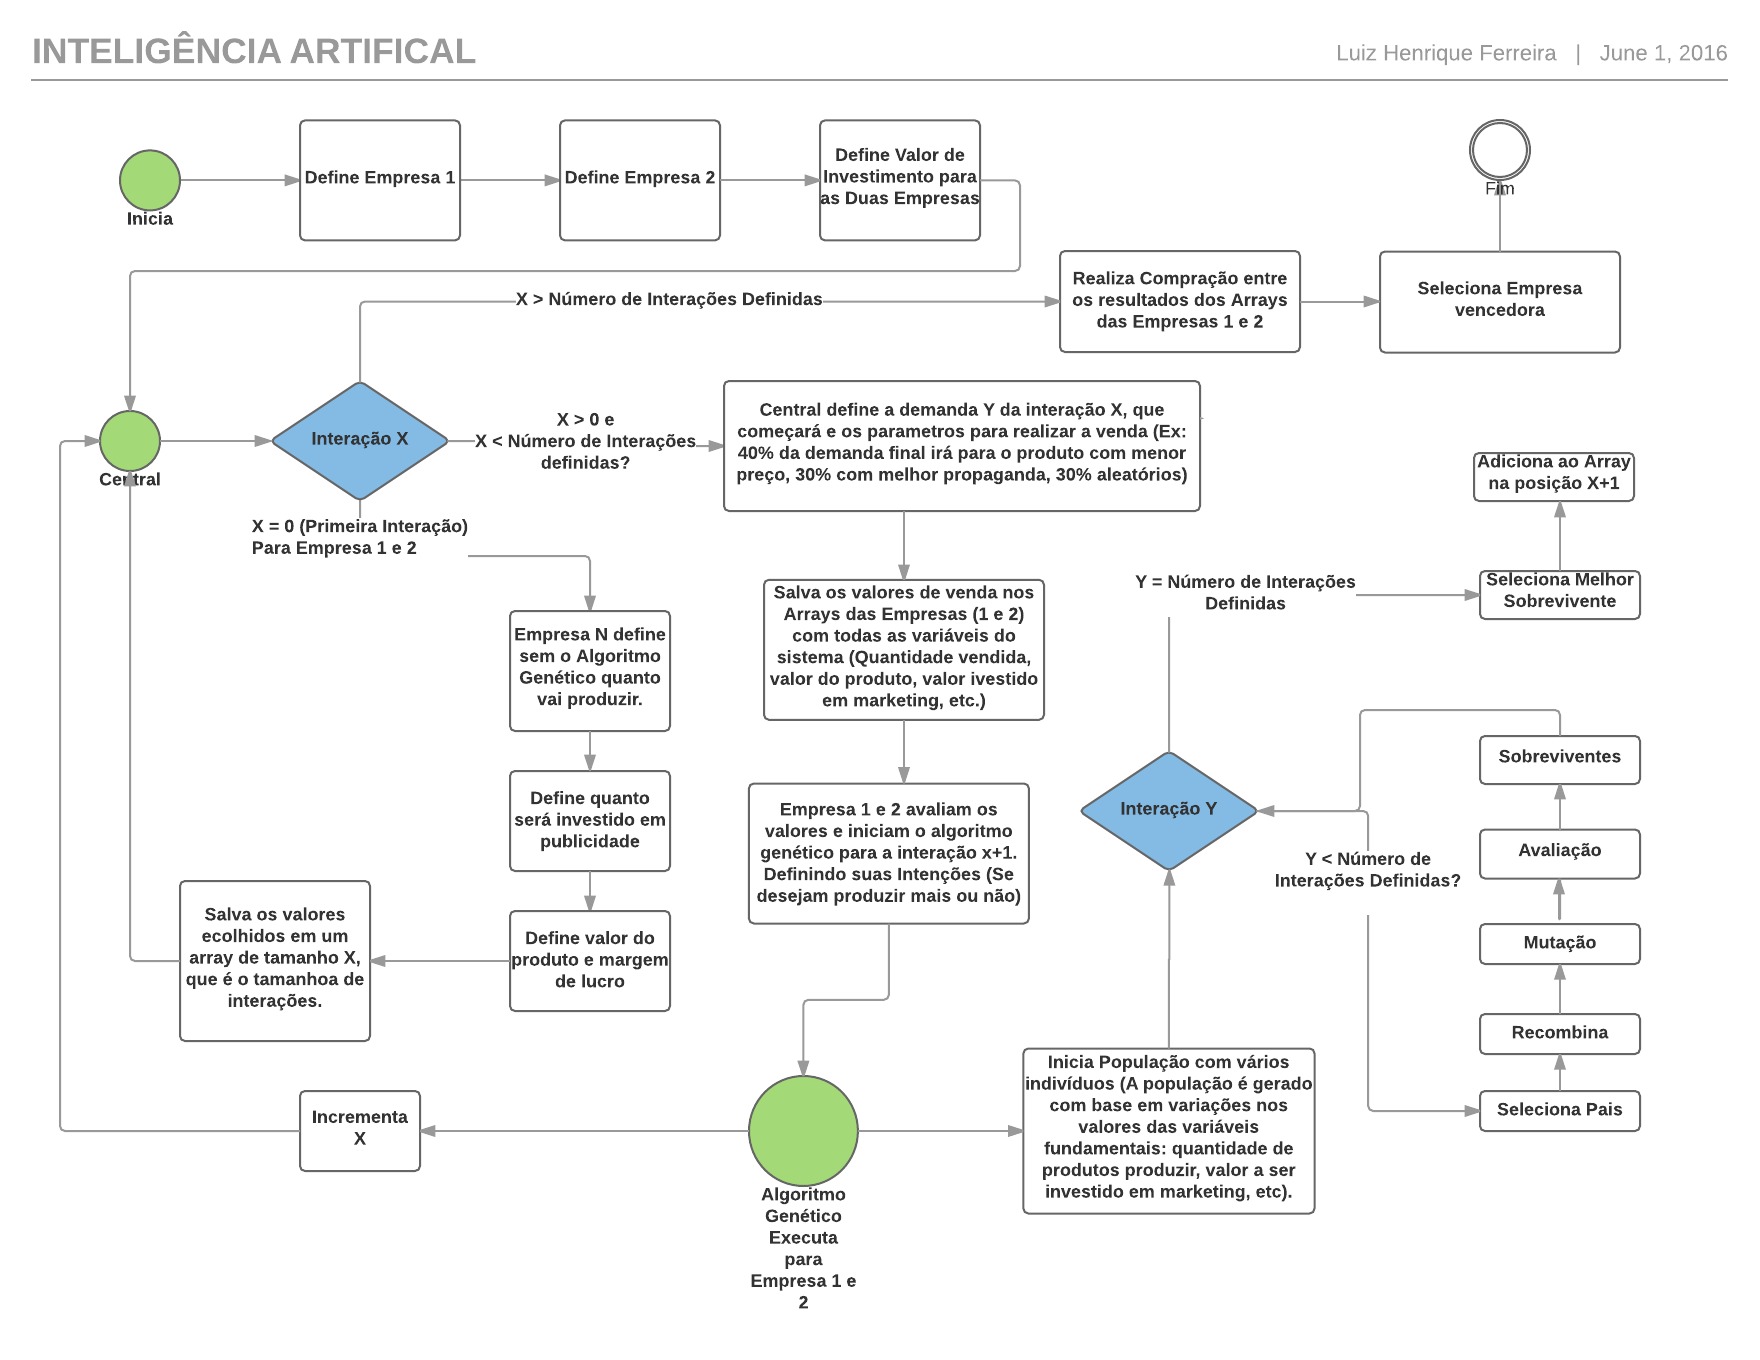 INTELIGÊNCIA ARTIFICAL
Luiz Henrique Ferreira | June 1, 2016
Inicia
Define Empresa 1
Define Empresa 2
Define Valor de
Investimento para
as Duas Empresas
Fim
X > Número de Interações Definidas
Realiza Compração entre
os resultados dos Arrays
das Empresas 1 e 2
Seleciona Empresa
vencedora
Central
Interação X
X > 0 e
X < Número de Interações
definidas?
Central define a demanda Y da interação X, que
começará e os parametros para realizar a venda (Ex:
40% da demanda final irá para o produto com menor
preço, 30% com melhor propaganda, 30% aleatórios)
X = 0 (Primeira Interação)
Para Empresa 1 e 2
Empresa N define
sem o Algoritmo
Genético quanto
vai produzir.
Define quanto
será investido em
publicidade
Define valor do
produto e margem
de lucro
Salva os valores
ecolhidos em um
array de tamanho X,
que é o tamanhoa de
interações.
Salva os valores de venda nos
Arrays das Empresas (1 e 2)
com todas as variáveis do
sistema (Quantidade vendida,
valor do produto, valor ivestido
em marketing, etc.)
Empresa 1 e 2 avaliam os
valores e iniciam o algoritmo
genético para a interação x+1.
Definindo suas Intenções (Se
desejam produzir mais ou não)
Algoritmo
Genético
Executa
para
Empresa 1 e
2
Incrementa
X
Inicia População com vários
indivíduos (A população é gerado
com base em variações nos
valores das variáveis
fundamentais: quantidade de
produtos produzir, valor a ser
investido em marketing, etc).
Interação Y
Y = Número de Interações
Definidas
Y < Número de
Interações Definidas?
Seleciona Pais
Recombina
Mutação
Avaliação
Sobreviventes
Seleciona Melhor
Sobrevivente
Adiciona ao Array
na posição X+1